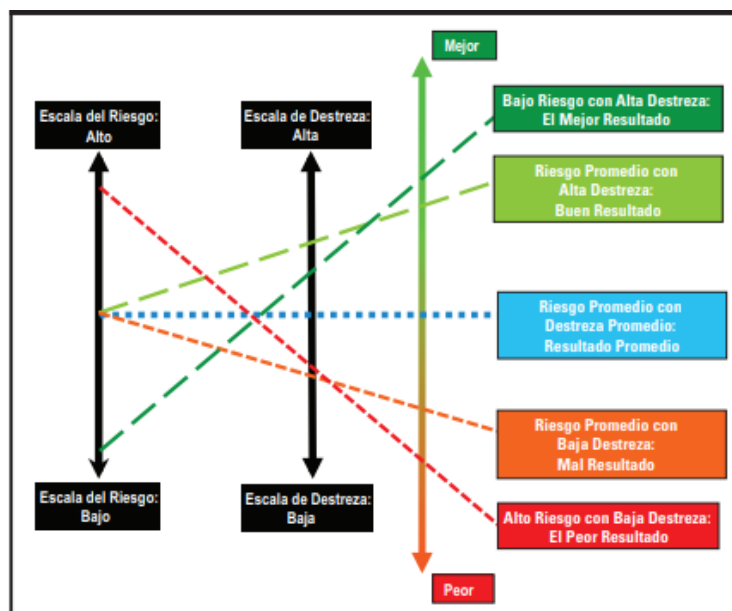 Mejor
Escala del Riesgo:
Alto
Escala de Destreza:
Alta
Bajo Riesgo con Alta Destreza:
El Mejor Resultado
Riesgo Promedio con
Alta Destreza:
Buen Resultado
Riesgo Promedio con
Destreza Promedio:
Resultado Promedio
Riesgo Promedio con
Baja Destreza:
Mal Resultado
Escala del Riesgo:
Bajo
Escala de Destreza:
Baja
Alto Riesgo con Baja Destreza:
El Peor Resultado
Peor